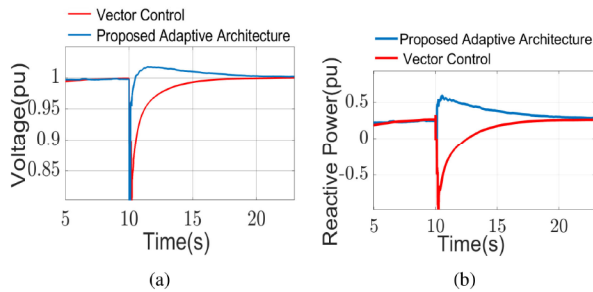 Vector Control
Proposed Adaptive Architecture
Voltage(pu)
1
0.95
0.9
0.85
5 10 15 20
Time(s)
(a)
Proposed Adaptive Architecture
Vector Control
Reactive Power(pu)
0.5
0
-0.5
5 10 15 20
Time(s)
(b)